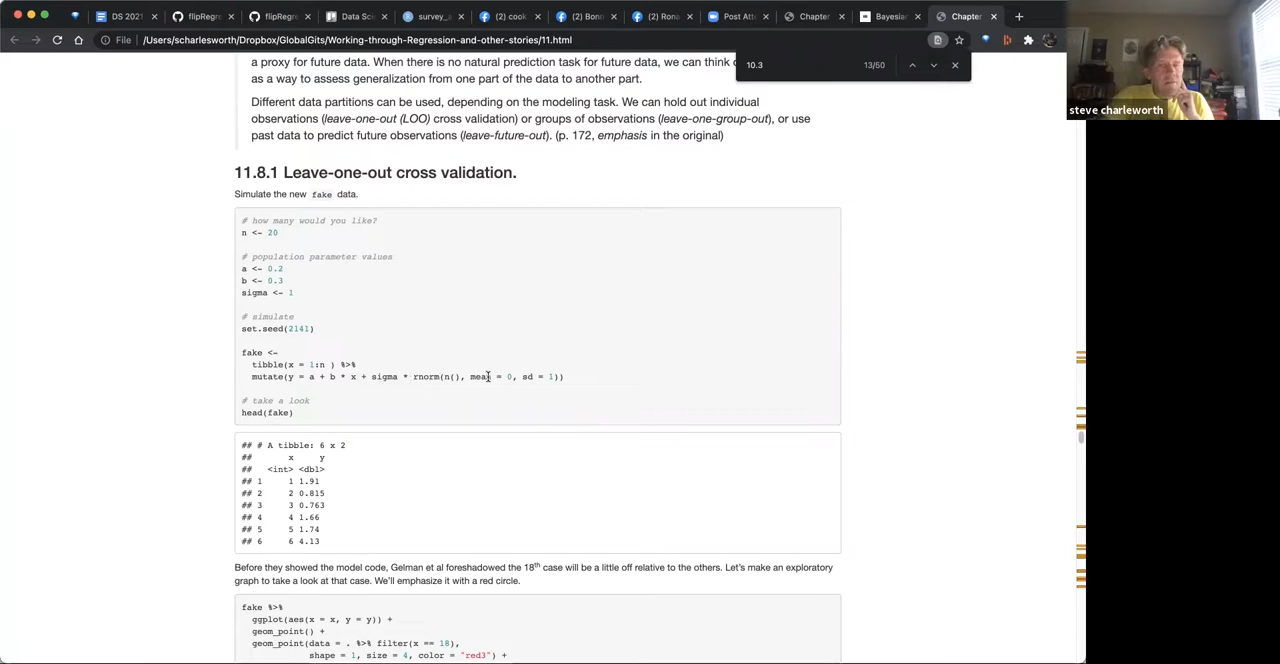 DS 2021
flipRegre
flipRegre
Data Sci
survey_a
(2) cook
(2) Bonn
(2) Rona
Post Atte
Chapter
Bayesian
Chapter
File /Users/scharlesworth/Dropbox/GlobalGits/Working-through-Regression-and-other-stories/11.html
10.3 13/50
steve charleworth
a proxy for future data. When there is no natural prediction task for future data, we can think
as a way to assess generalization from one part of the data to another part.
Different data partitions can be used, depending on the modeling task. We can hold out individual
observations (leave-one-out (LOO) cross validation) or groups of observations (leave-one-group-out), or use
past data to predict future observations (leave-future-out). (p. 172, emphasis in the original)
11.8.1 Leave-one-out cross validation.
Simulate the new fake data.
# how many would you like?
n <- 20
# population parameter values
a <- 0.2
b <- 0.3
sigma <- 1
# simulate
set.seed(2141)
fake <-
tibble(x = 1:n ) %>%
mutate(y = a + b * x + sigma * rnorm(n(), mean = 0, sd = 1))
# take a look
head(fake)
## # A tibble: 6 x 2
## x y
## <int> <dbl>
## 1 1 1.91
## 2 2 0.815
## 3 3 0.763
## 4 4 1.66
## 5 5 1.74
## 6 6 4.13
Before they showed the model code, Gelman et al foreshadowed the 18th case will be a little off relative to the others. Let's make an exploratory
graph to take a look at that case. We'll emphasize it with a red circle.
fake %>%
ggplot(aes(x = x, y = y)) +
geom_point() +
geom_point(data = . %>% filter(x == 18),
shape = 1, size = 4, color = "red3") +